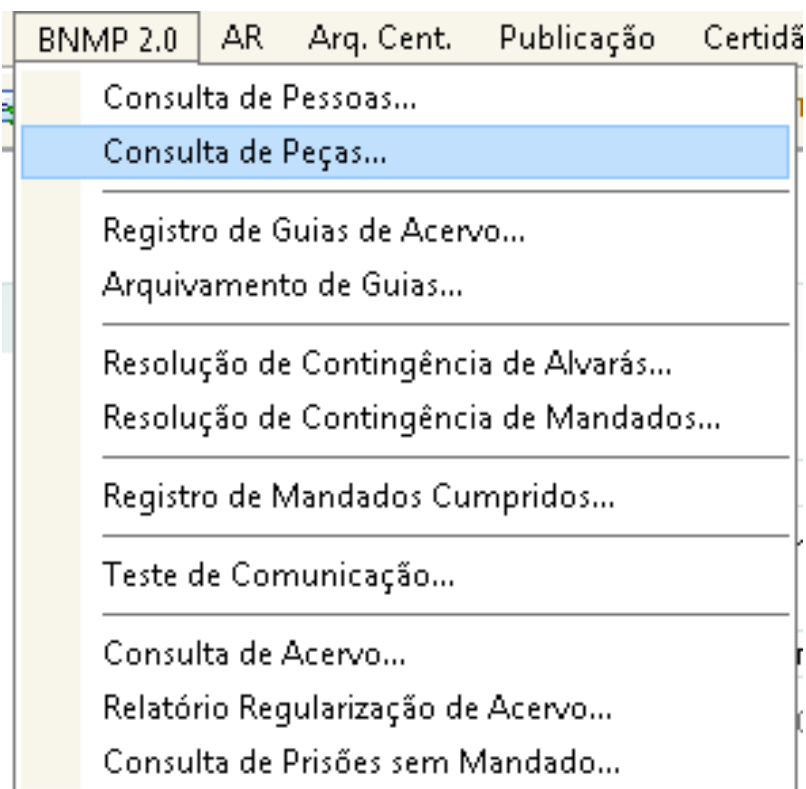 BNMP 2.0 AR Arq. Cent. Publicação
Consulta de Pessoas...
Consulta de Peças...
Registro de Guias de Acervo...
Arquivamento de Guias...
Resolução de Contingência de Alvarás...
Resolução de Contingência de Mandados...
Registro de Mandados Cumpridos...
Teste de Comunicação...
Consulta de Acervo...
Relatório Regularização de Acervo...
Consulta de Prisões sem Mandado...